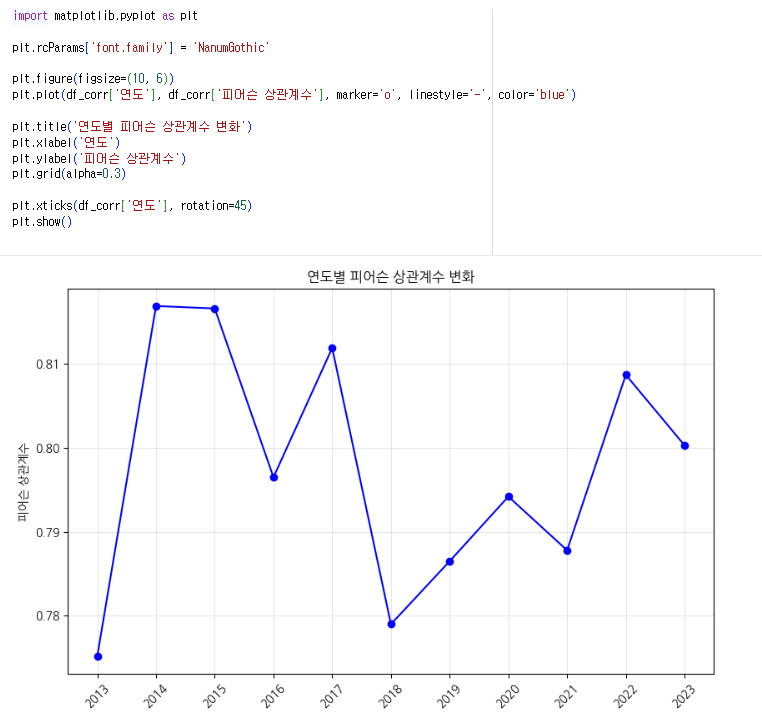 import matplotlib.pyplot as plt
plt.rcParams['font.family'] = 'NanumGothic'
plt.figure(figsize=(10, 6))
plt.plot(df_corr['연도'], df_corr['피어슨 상관계수'], marker='o', linestyle='-', color='blue')
plt.title('연도별 피어슨 상관계수 변화')
plt.xlabel('연도')
plt.ylabel('피어슨 상관계수')
plt.grid(alpha=0.3)
plt.xticks(df_corr['연도'], rotation=45)
plt.show()
연도별 피어슨 상관계수 변화
0.81
0.80
0.79
0.78
피어슨 상관계수
2013 2014 2015 2016 2017 2018 2019 2020 2021 2022 2023